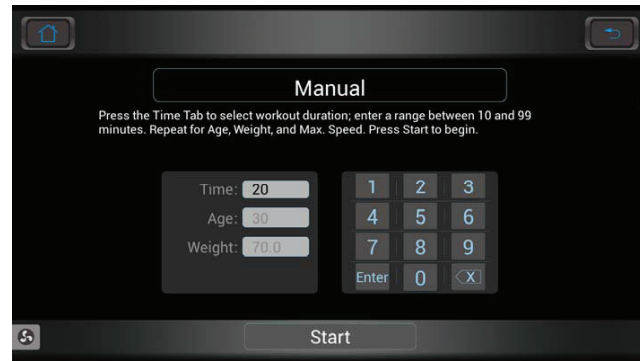 Manual
Press the Time Tab to select workout duration; enter a range between 10 and 99
minutes. Repeat for Age, Weight, and Max. Speed. Press Start to begin.
Time: 20
Age: 30
Weight: 70.0
1 2 3
4 5 6
7 8 9
Enter 0 X
Start